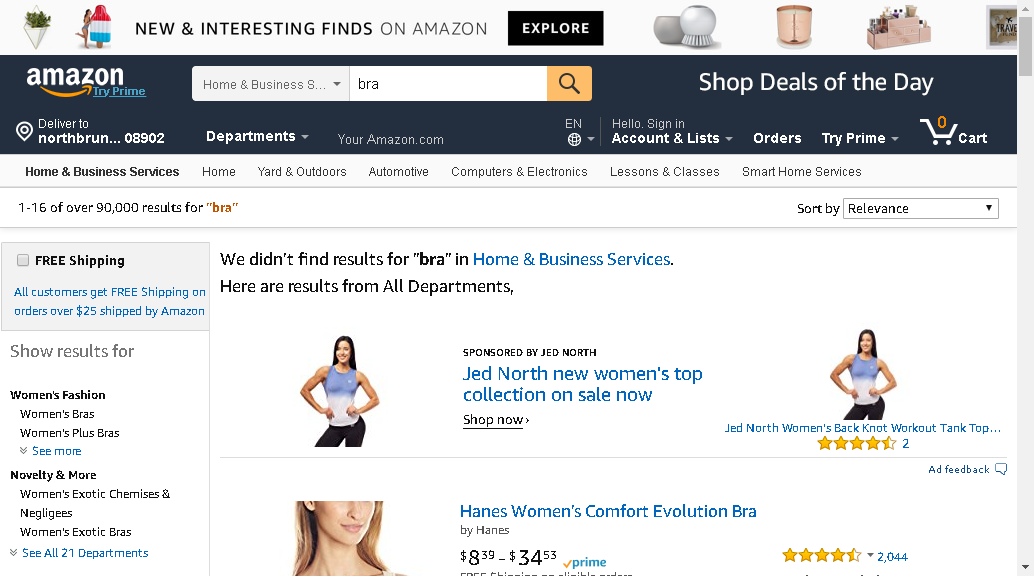 NEW & INTERESTING FINDS ON AMAZON
EXPLORE
amazon
Try Prime
Home & Business S...
bra
Shop Deals of the Day
Deliver to
northbrun... 08902
Departments
Your Amazon.com
EN
Hello. Sign in
Account & Lists
Orders
Try Prime
0
Cart
Home & Business Services
Home
Yard & Outdoors
Automotive
Computers & Electronics
Lessons & Classes
Smart Home Services
1-16 of over 90,000 results for "bra"
Sort by Relevance
FREE Shipping
All customers get FREE Shipping on
orders over $25 shipped by Amazon
Show results for
Women's Fashion
Women's Bras
Women's Plus Bras
See more
Novelty & More
Women's Exotic Chemises &
Negligees
Women's Exotic Bras
See All 21 Departments
We didn't find results for "bra" in Home & Business Services.
Here are results from All Departments,
SPONSORED BY JED NORTH
Jed North new women's top
collection on sale now
Shop now ›
Jed North Women's Back Knot Workout Tank Top...
2
Ad feedback
Hanes Women's Comfort Evolution Bra
by Hanes
$8 39 - $34 53 prime
2,044
FREE Shipping on eligible orders